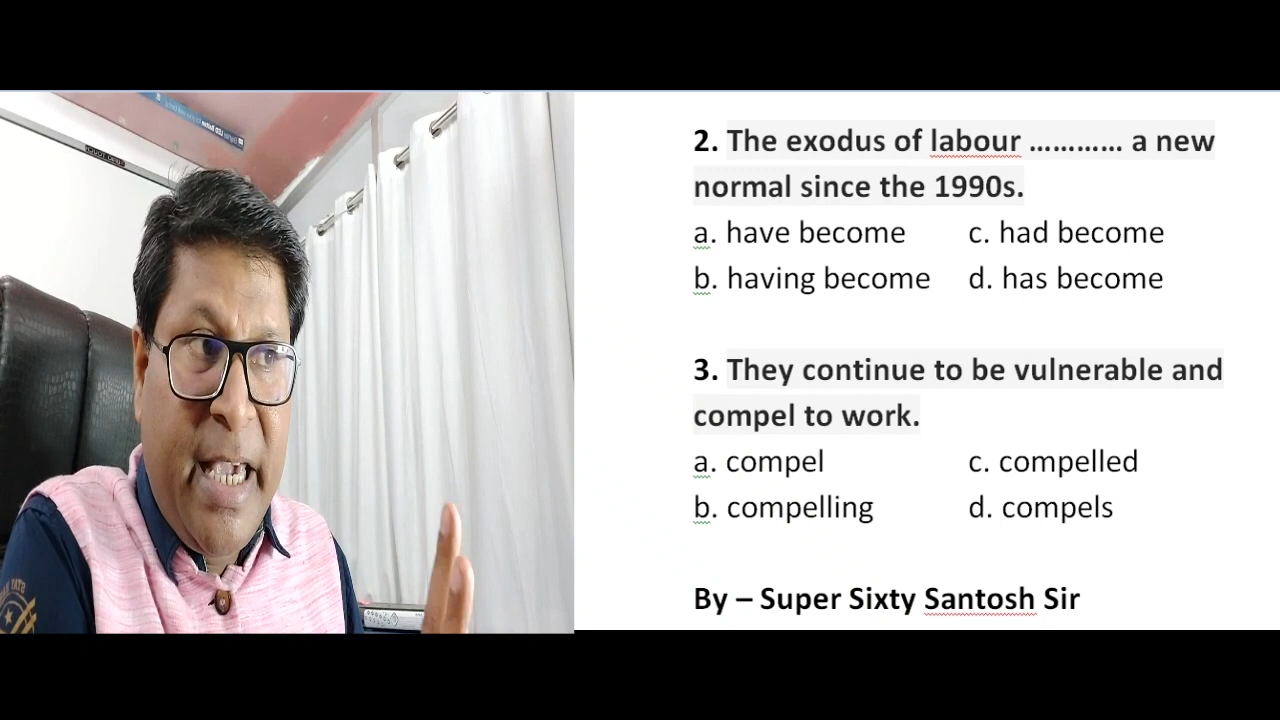 2. The exodus of labour ………… a new
normal since the 1990s.
a. have become c. had become
b. having become d. has become
3. They continue to be vulnerable and
compel to work.
a. compel c. compelled
b. compelling d. compels
By – Super Sixty Santosh Sir